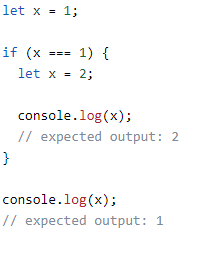 let x = 1;
if (x === 1) {
  let x = 2;
  console.log(x);
  // expected output: 2
}
console.log(x);
// expected output: 1